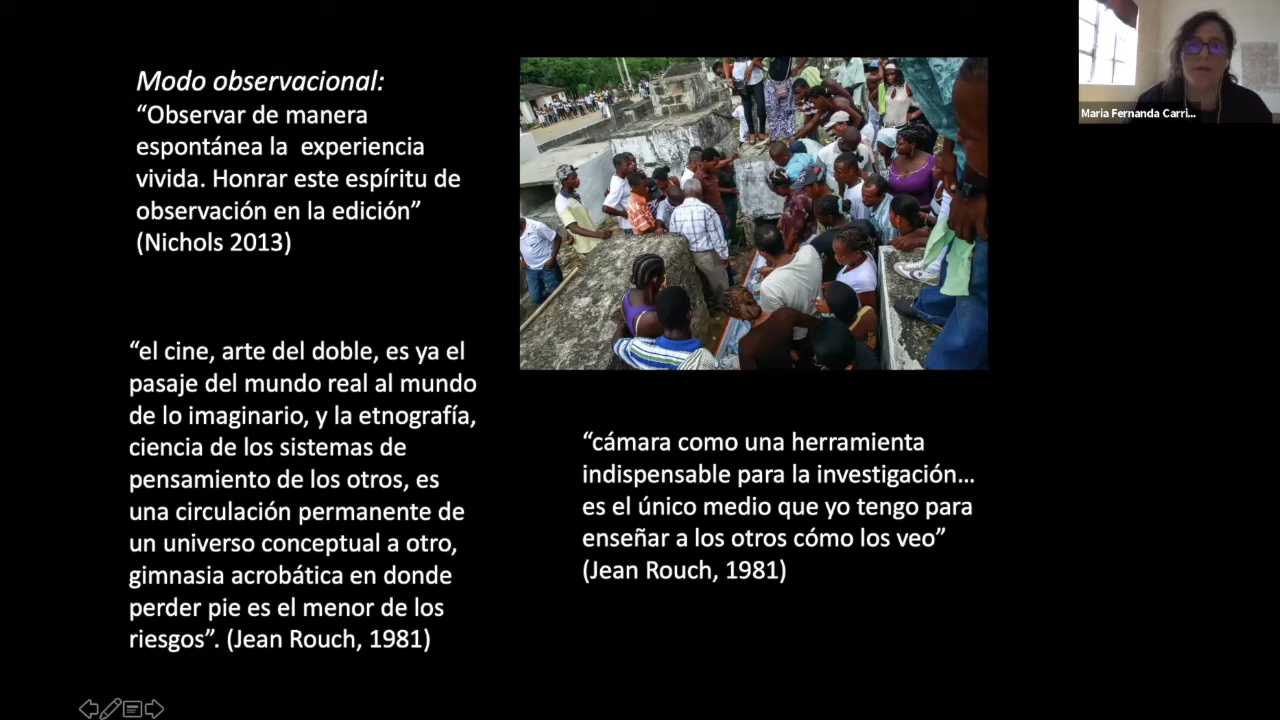 Modo observacional:
“Observar de manera
espontánea la  experiencia
vivida. Honrar este espíritu de
observación en la edición”
(Nichols 2013)
“el cine, arte del doble, es ya el
pasaje del mundo real al mundo
de lo imaginario, y la etnografía,
ciencia de los sistemas de
pensamiento de los otros, es
una circulación permanente de
un universo conceptual a otro,
gimnasia acrobática en donde
perder pie es el menor de los
riesgos”. (Jean Rouch, 1981)
“cámara como una herramienta
indispensable para la investigación...
es el único medio que yo tengo para
enseñar a los otros cómo los veo”
(Jean Rouch, 1981)
Maria Fernanda Carri...